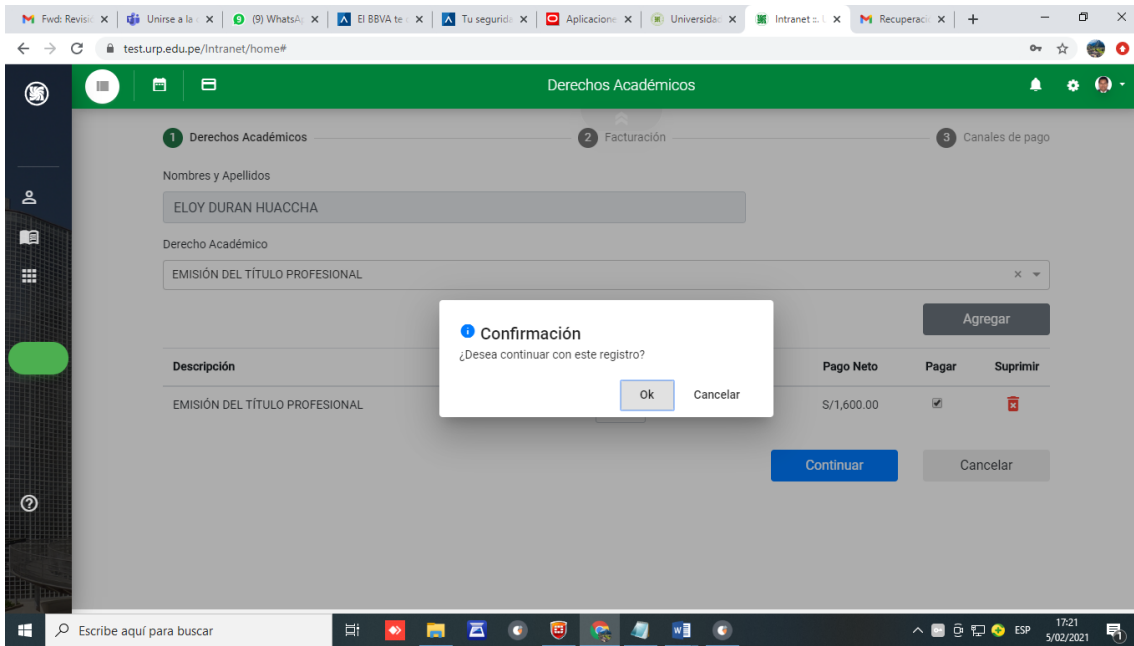 Fwd: Revisi
Unirse a la
(9) WhatsA
El BBVA te
Tu segurid
Aplicacione
Universidac
Intranet ::.
Recuperaci
test.urp.edu.pe/Intranet/home#
Derechos Académicos
1 Derechos Académicos
2 Facturación
3 Canales de pago
Nombres y Apellidos
ELOY DURAN HUACCHA
Derecho Académico
EMISIÓN DEL TÍTULO PROFESIONAL
Agregar
Confirmación
¿Desea continuar con este registro?
Ok Cancelar
Descripción Pago Neto Pagar Suprimir
EMISIÓN DEL TÍTULO PROFESIONAL S/1,600.00
Continuar Cancelar
Escribe aquí para buscar
ESP
17:21
5/02/2021